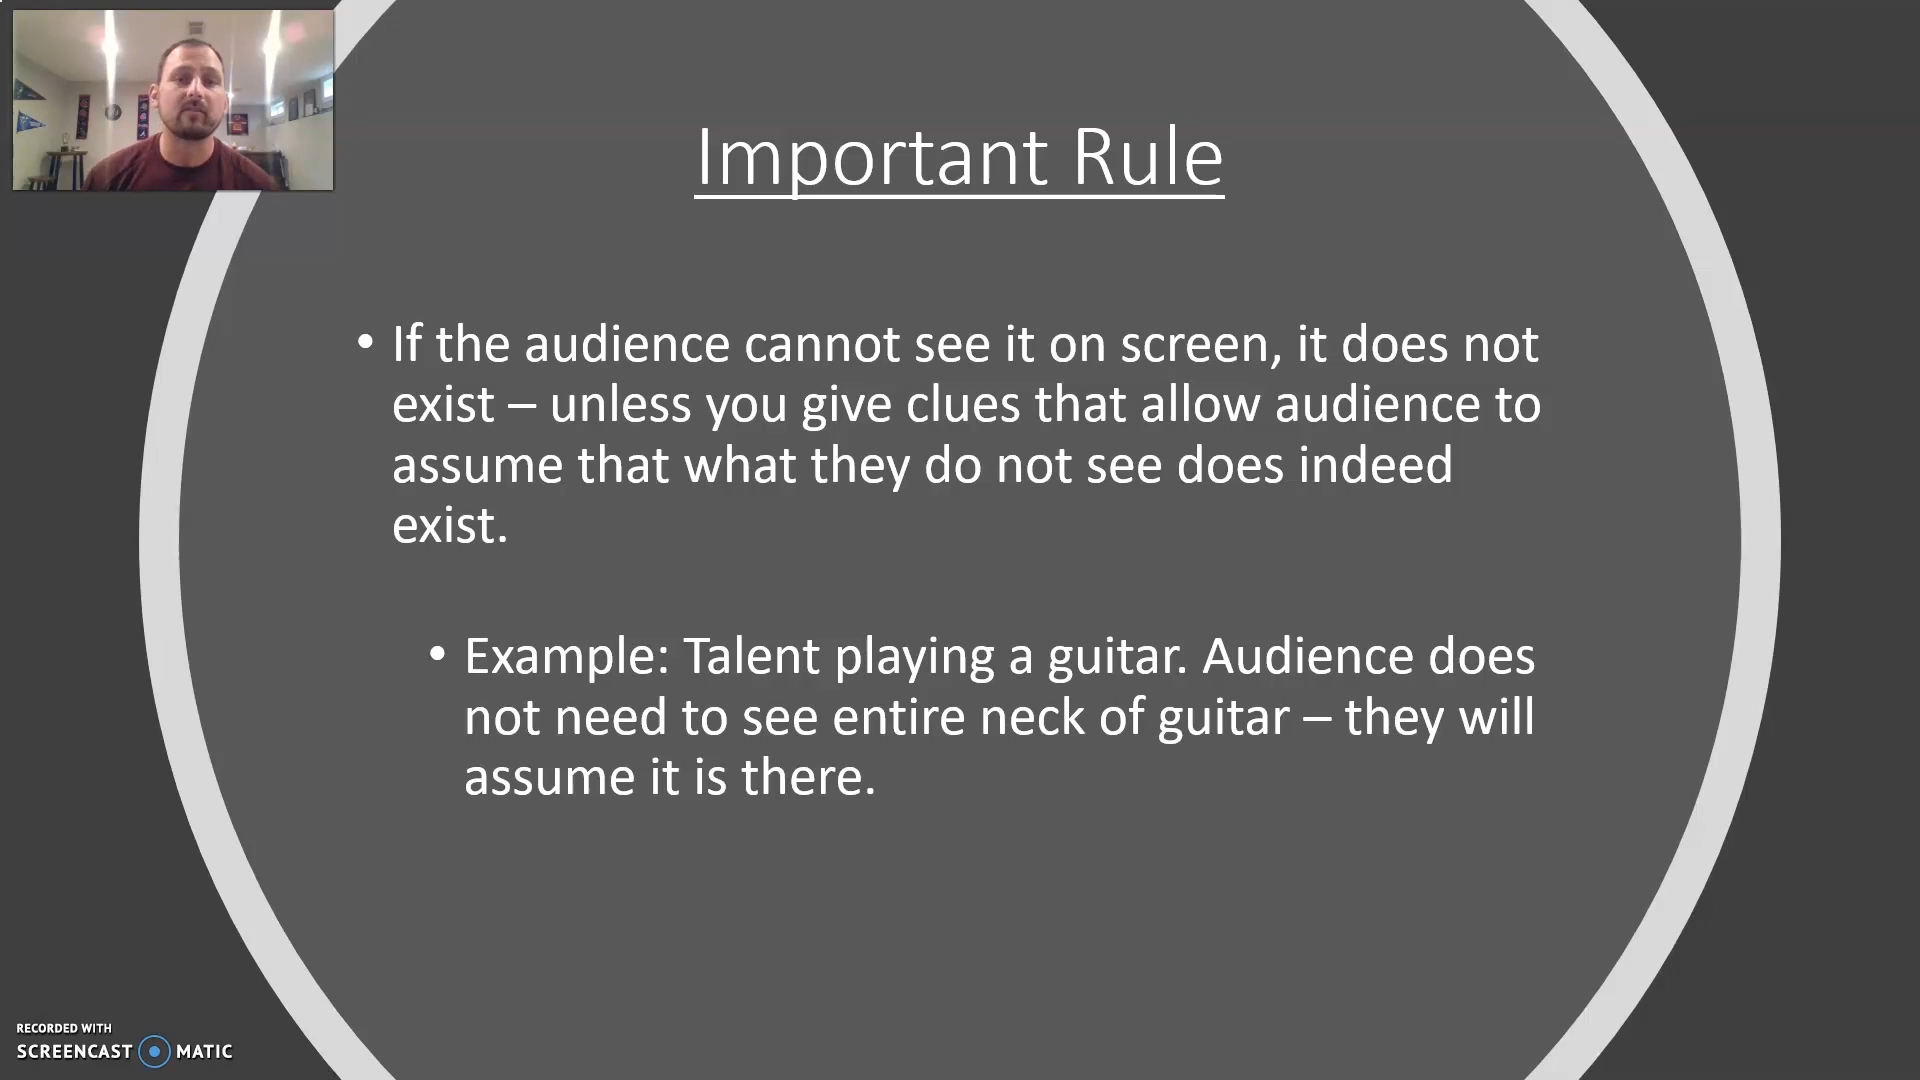 Important Rule
• If the audience cannot see it on screen, it does not
exist – unless you give clues that allow audience to
assume that what they do not see does indeed
exist.
• Example: Talent playing a guitar. Audience does
not need to see entire neck of guitar – they will
assume it is there.
RECORDED WITH
SCREENCAST MATIC